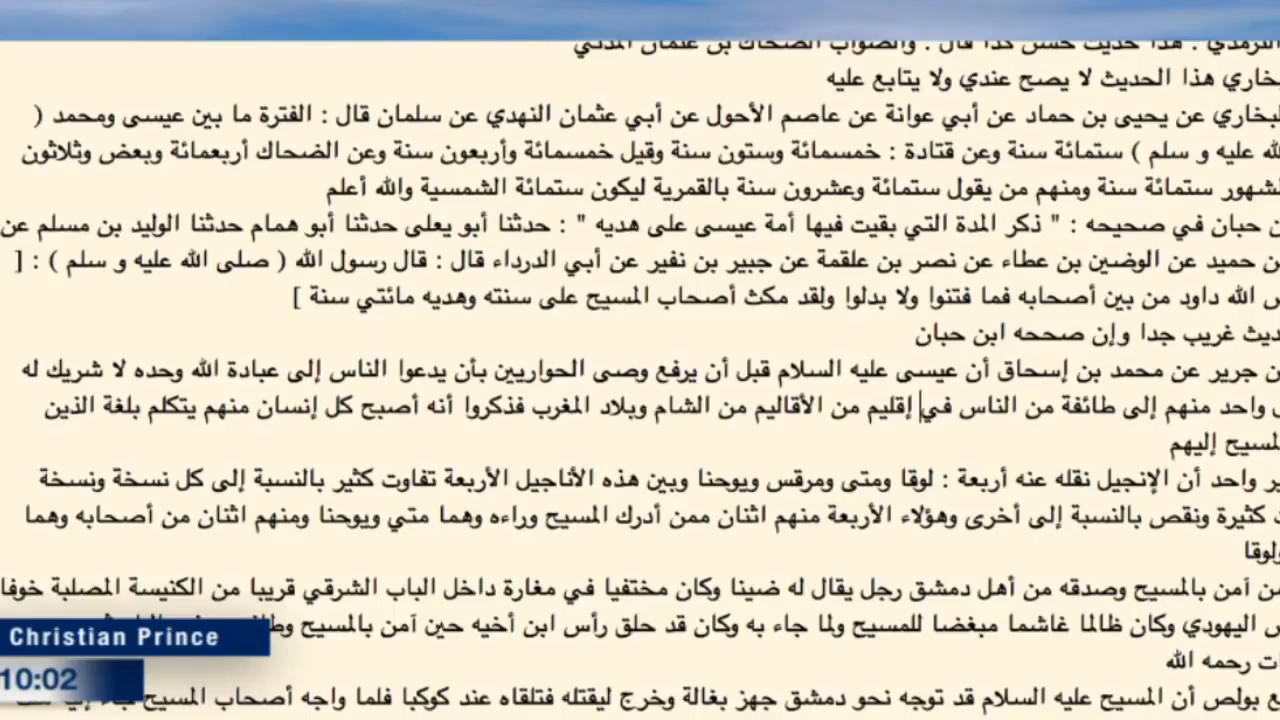 هذا حديث حسن كذا قال . والصواب الضحاك بن عثمان المدني
هذا الحديث لا يصح عندي ولا يتابع عليه
عن يحيى بن حماد عن أبي عوانة عن عاصم الأحول عن أبي عثمان النهدي عن سلمان قال : الفترة ما بين عيسى ومحمد (
عليه و سلم ) ستمائة سنة وعن قتادة : خمسمائة وستون سنة وقيل خمسمائة وأربعون سنة وعن الضحاك أربعمائة وبعض وثلاثون
ستمائة سنة ومنهم من يقول ستمائة وعشرون سنة بالقمرية ليكون ستمائة الشمسية والله أعلم
حبان في صحيحه : " ذكر المدة التي بقيت فيها أمة عيسى على هديه " : حدثنا أبو يعلى حدثنا أبو همام حدثنا الوليد بن مسلم عن
حميد عن الوضين بن عطاء عن نصر بن علقمة عن جبير بن نفير عن أبي الدرداء قال : قال رسول الله ( صلى الله عليه و سلم ) : [
الله داود من بين أصحابه فما فتنوا ولا بدلوا ولقد مكث أصحاب المسيح على سنته وهديه مائتي سنة ]
غريب جدا وإن صححه ابن حبان
جرير عن محمد بن إسحاق أن عيسى عليه السلام قبل أن يرفع وصى الحواريين بأن يدعوا الناس إلى عبادة الله وحده لا شريك له
واحد منهم إلى طائفة من الناس في إقليم من الأقاليم من الشام وبلاد المغرب فذكروا أنه أصبح كل إنسان منهم يتكلم بلغة الذين
المسيح إليهم
واحد أن الإنجيل نقله عنه أربعة : لوقا ومتى ومرقس ويوحنا وبين هذه الأناجيل الأربعة تفاوت كثير بالنسبة إلى كل نسخة ونسخة
كثيرة ونقص بالنسبة إلى أخرى وهؤلاء الأربعة منهم اثنان ممن أدرك المسيح وراءه وهما متي ويوحنا ومنهم اثنان من أصحابه وهما
ولوقا
آمن بالمسيح وصدقه من أهل دمشق رجل يقال له ضينا وكان مختفيا في مغارة داخل الباب الشرقي قريبا من الكنيسة المصلبة خوفا
اليهودي وكان ظالما غاشما مبغضا للمسيح ولما جاء به وكان قد حلق رأس ابن أخيه حين آمن بالمسيح
رحمه الله
بولص أن المسيح عليه السلام قد توجه نحو دمشق جهز بغالة وخرج ليقتله فتلقاه عند كوكبا فلما واجه أصحاب المسيح
Christian Prince
10:02